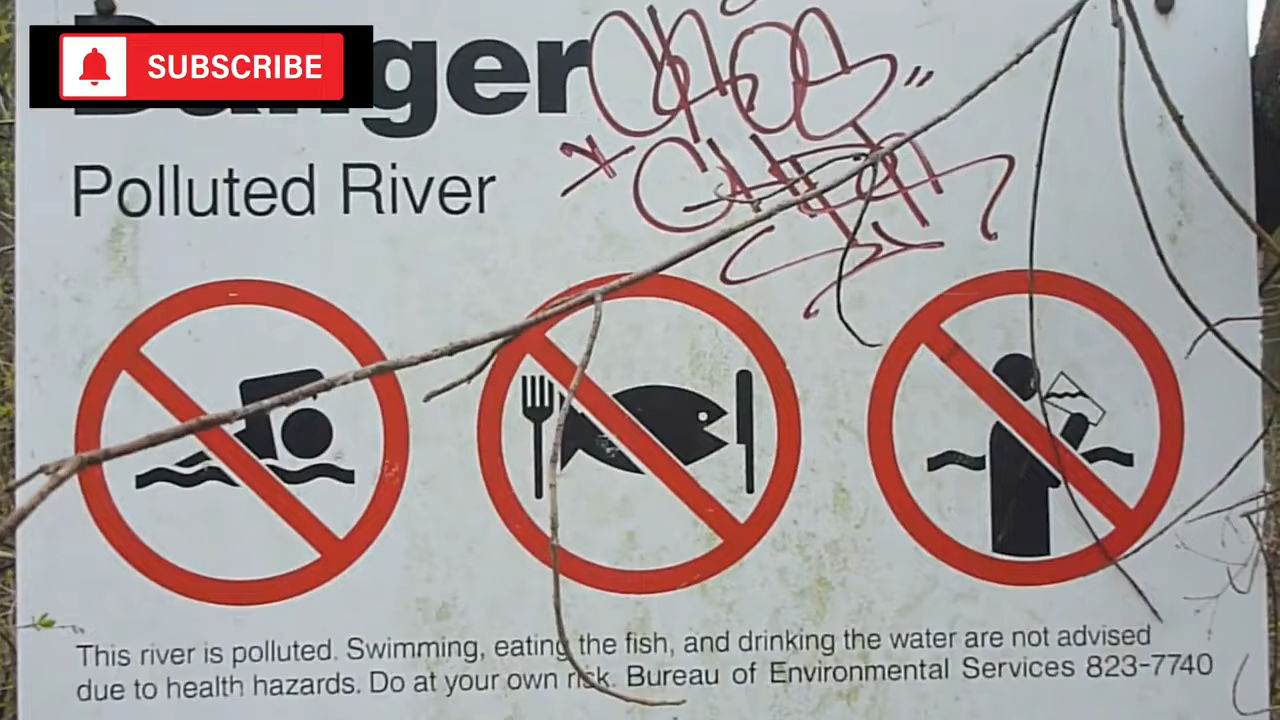 Danger
SUBSCRIBE
Polluted River
This river is polluted. Swimming, eating the fish, and drinking the water are not advised
due to health hazards. Do at your own risk. Bureau of Environmental Services 823-7740